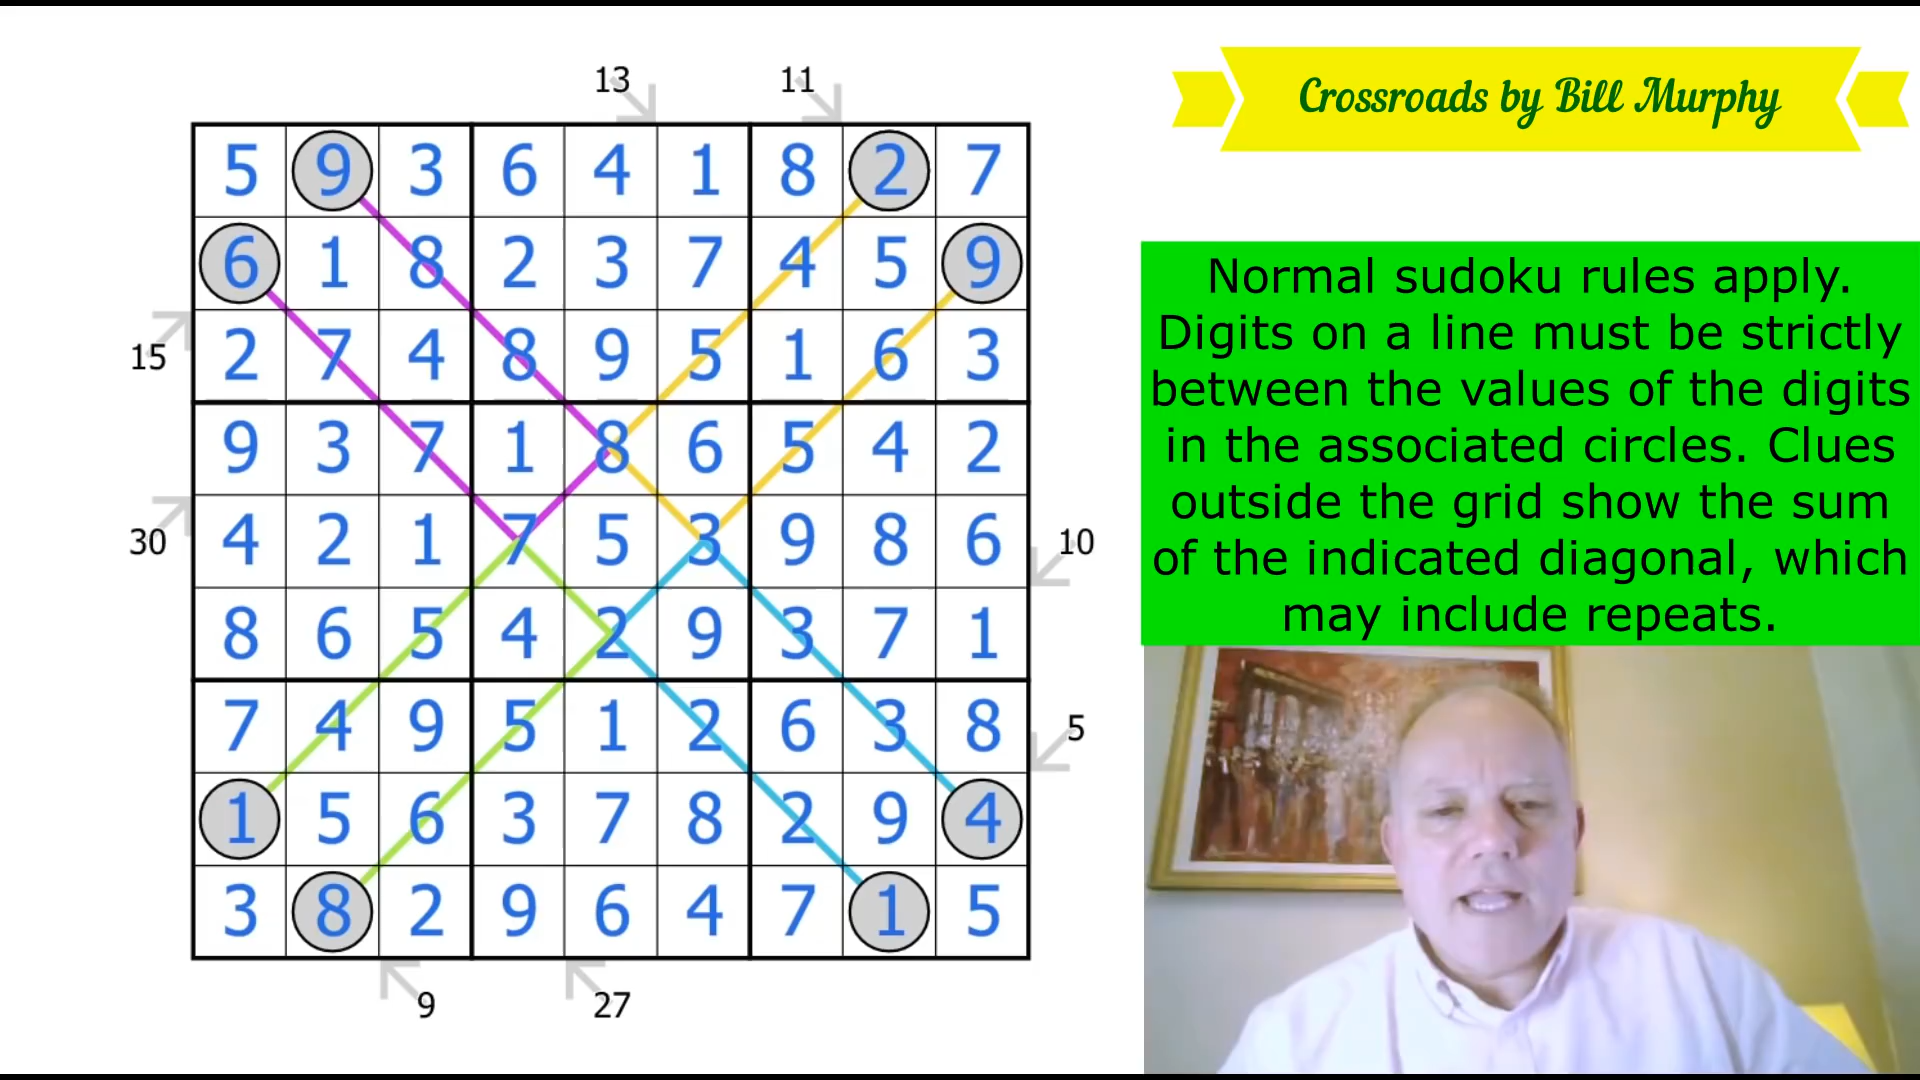 Crossroads by Bill Murphy
13 11
5 9 3 6 4 1 8 2 7
6 1 8 2 3 7 4 5 9
15 2 7 4 8 9 5 1 6 3
9 3 7 1 8 6 5 4 2
30 4 2 1 7 5 3 9 8 6 10
8 6 5 4 2 9 3 7 1
7 4 9 5 1 2 6 3 8 5
1 5 6 3 7 8 2 9 4
3 8 2 9 6 4 7 1 5
9 27
Normal sudoku rules apply.
Digits on a line must be strictly
between the values of the digits
in the associated circles. Clues
outside the grid show the sum
of the indicated diagonal, which
may include repeats.